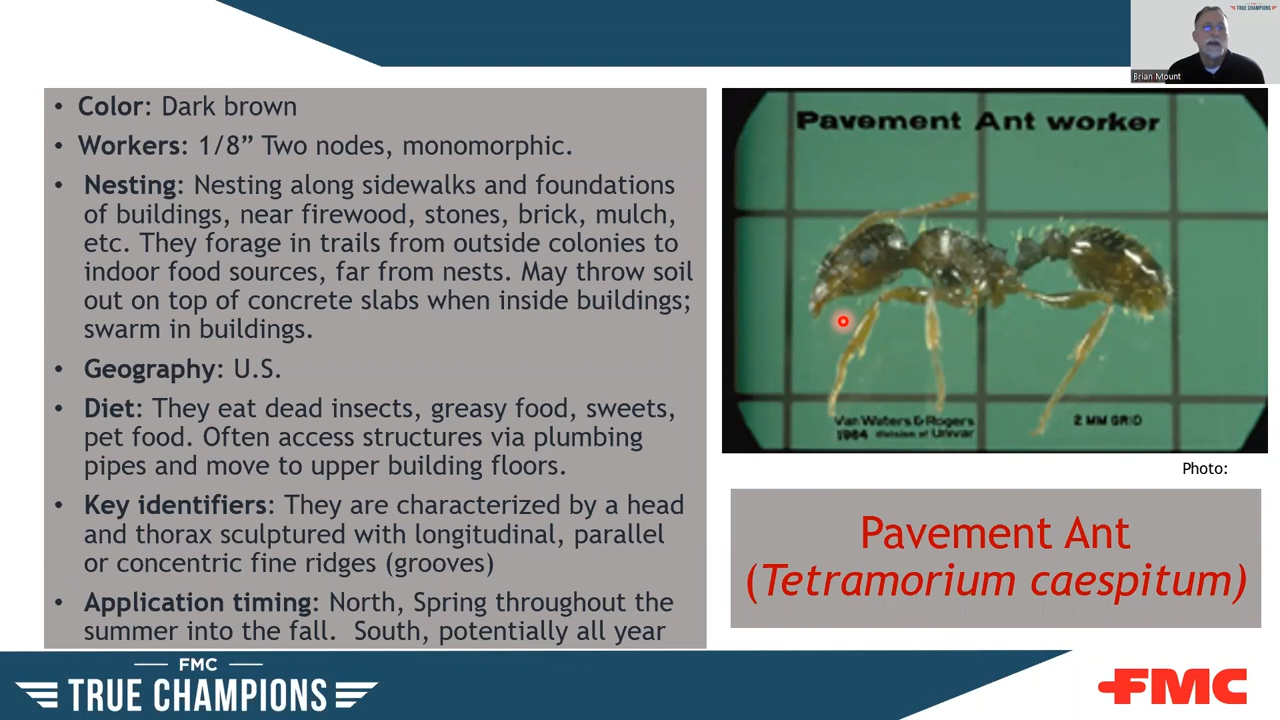 TRUE CHAMPIONS
Brian Mount
• Color: Dark brown
• Workers: 1/8” Two nodes, monomorphic.
• Nesting: Nesting along sidewalks and foundations
of buildings, near firewood, stones, brick, mulch,
etc. They forage in trails from outside colonies to
indoor food sources, far from nests. May throw soil
out on top of concrete slabs when inside buildings;
swarm in buildings.
• Geography: U.S.
• Diet: They eat dead insects, greasy food, sweets,
pet food. Often access structures via plumbing
pipes and move to upper building floors.
• Key identifiers: They are characterized by a head
and thorax sculptured with longitudinal, parallel
or concentric fine ridges (grooves)
• Application timing: North, Spring throughout the
summer into the fall. South, potentially all year
Pavement Ant worker
Van Waters & Rogers
1984 division of Univar
2 MM GRID
Photo:
Pavement Ant
(Tetramorium caespitum)
FMC
TRUE CHAMPIONS
FMC